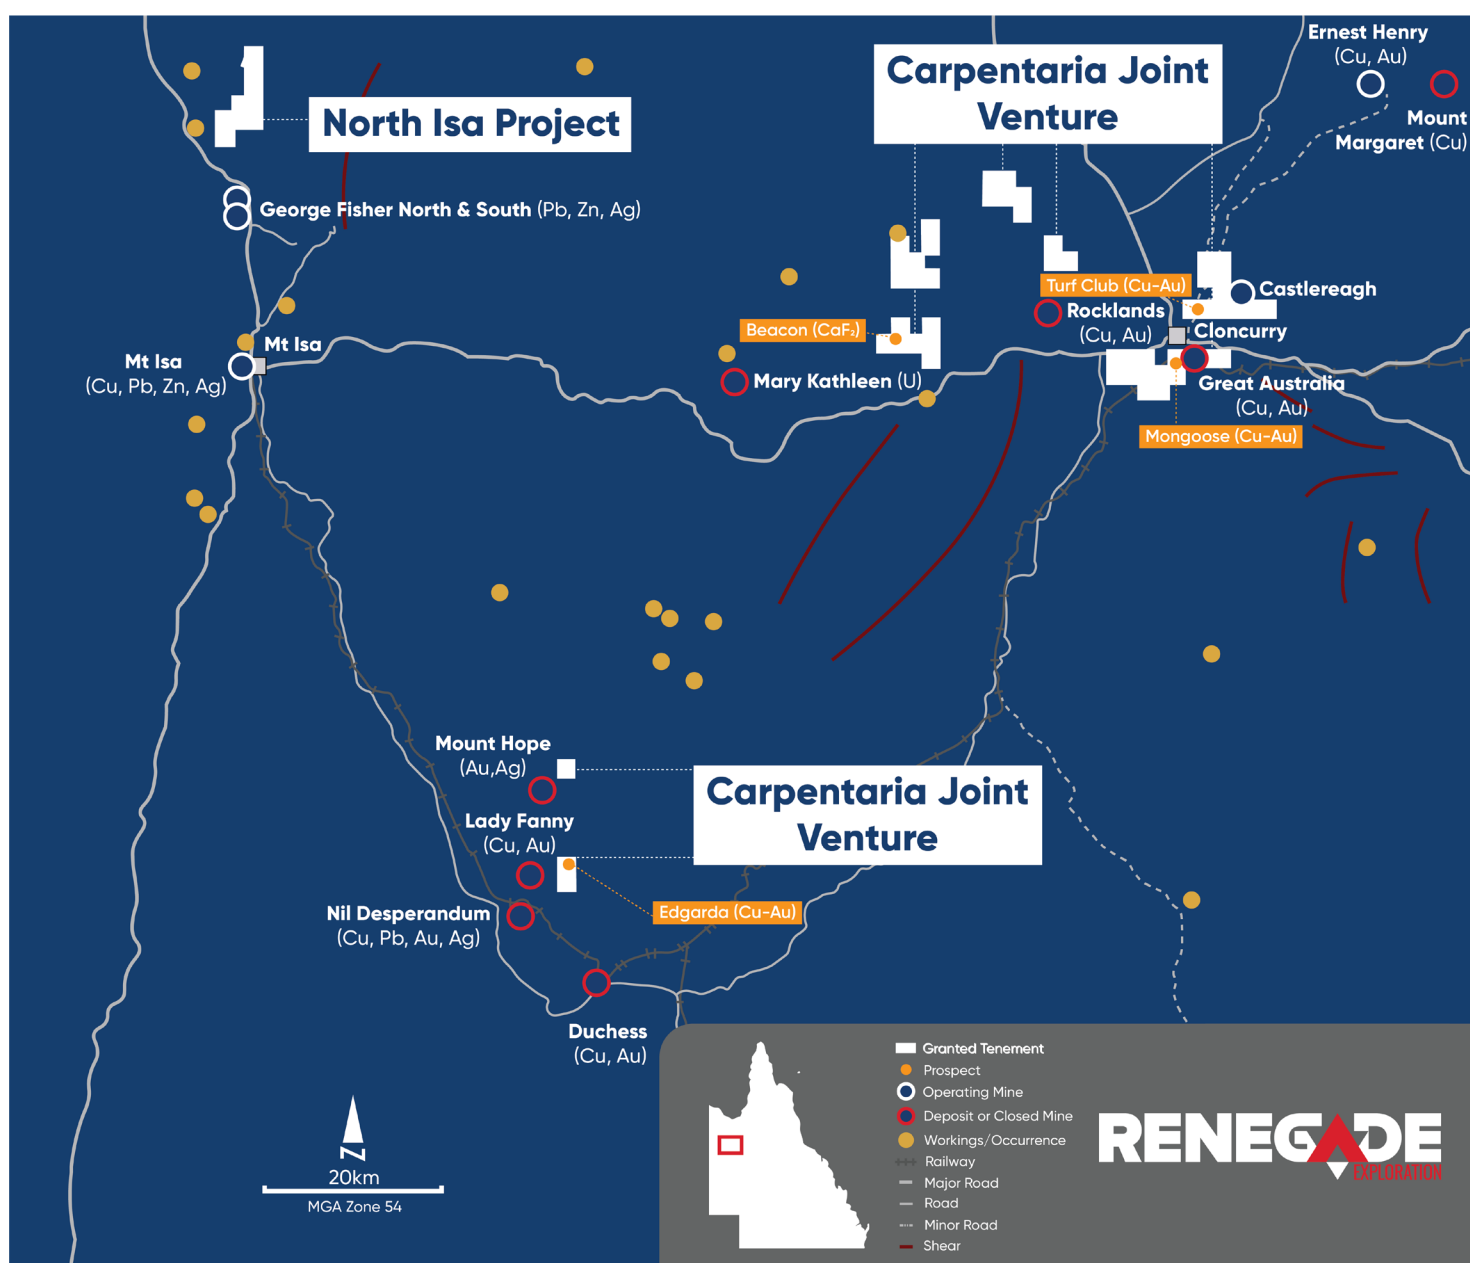 Ernest Henry
(Cu, Au)
Carpentaria Joint
Venture
North Isa Project
Mount
Margaret (Cu)
George Fisher North & South (Pb, Zn, Ag)
Turf Club (Cu-Au)
Castlereagh
Rocklands
(Cu, Au)
Beacon (CaF₂)
Cloncurry
Mt Isa
Mt Isa
(Cu, Pb, Zn, Ag)
Mary Kathleen (U)
Great Australia
(Cu, Au)
Mongoose (Cu-Au)
Mount Hope
(Au,Ag)
Carpentaria Joint
Venture
Lady Fanny
(Cu, Au)
Edgarda (Cu-Au)
Nil Desperandum
(Cu, Pb, Au, Ag)
Duchess
(Cu, Au)
Granted Tenement
Prospect
Operating Mine
Deposit or Closed Mine
Workings/Occurrence
Railway
Major Road
Road
Minor Road
Shear
RENEGADE
EXPLORATION
N
20km
MGA Zone 54